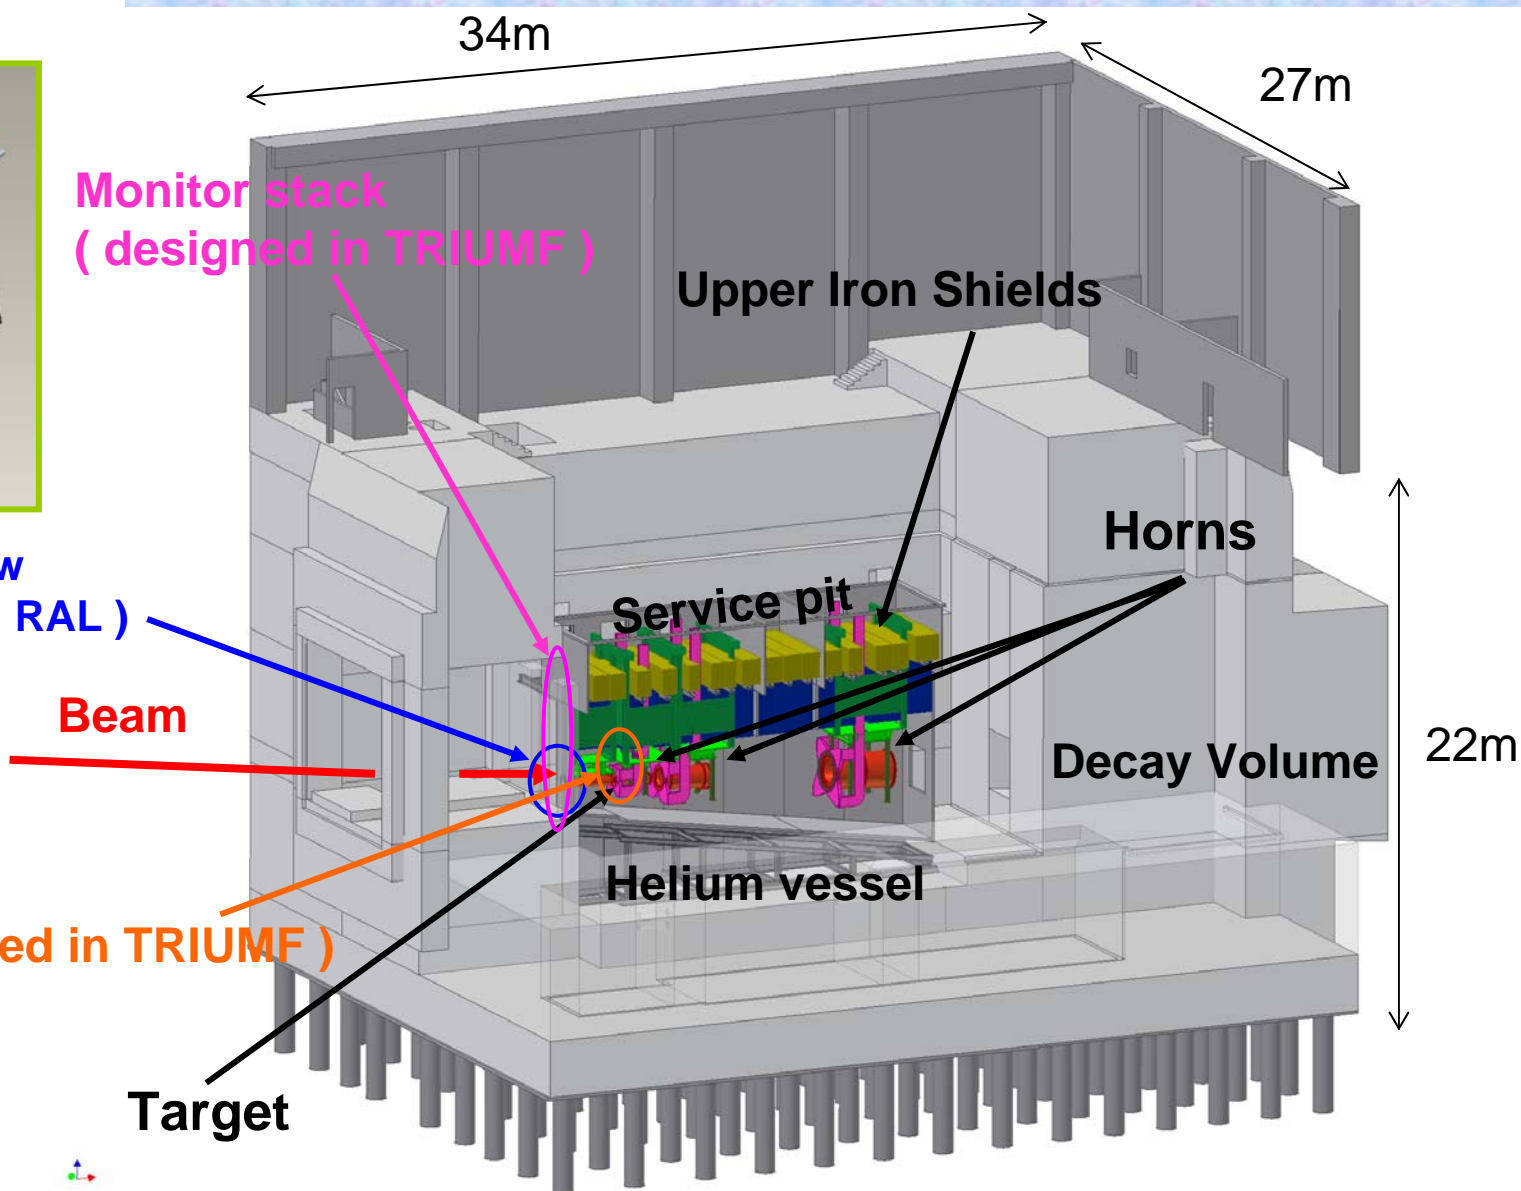 34m
27m
Monitor stack
( designed in TRIUMF )
Upper Iron Shields
Horns
RAL )
Service pit
Beam
22m
Decay Volume
Helium vessel
ed in TRIUMF )
Target